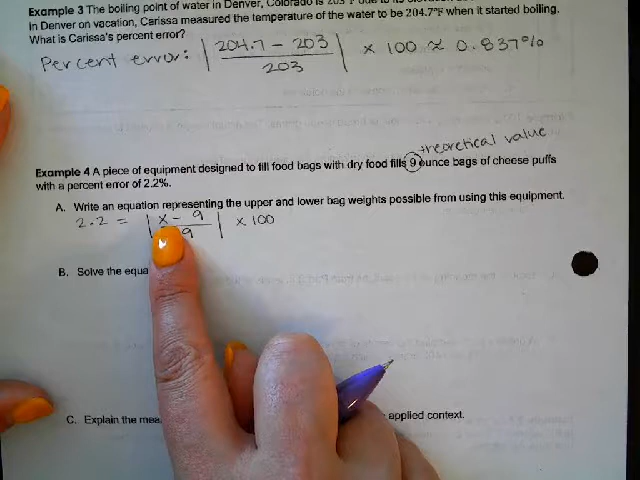 Example 3 The boiling point of water in Denver, Colorado is 203°F due to its
in Denver on vacation, Carissa measured the temperature of the water to be 204.7°F when it started boiling.
What is Carissa's percent error?
Percent error: | 204.7 - 203 / 203 | × 100 ≈ 0.837%
theoretical value
Example 4 A piece of equipment designed to fill food bags with dry food fills 9 ounce bags of cheese puffs
with a percent error of 2.2%.
A. Write an equation representing the upper and lower bag weights possible from using this equipment.
2.2 = | x - 9 / 9 | × 100
B. Solve the equa
C. Explain the mea applied context.